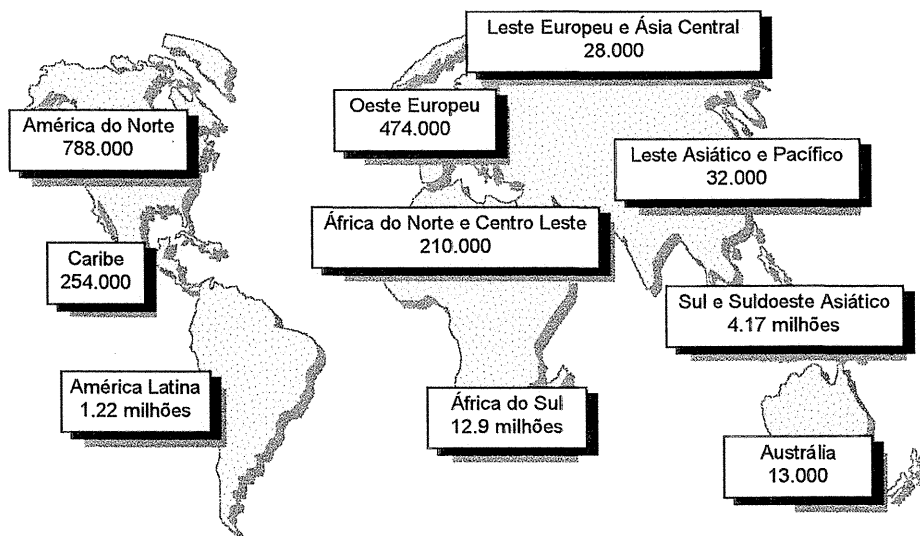 Leste Europeu e Ásia Central
28.000
Oeste Europeu
474.000
América do Norte
788.000
Leste Asiático e Pacífico
32.000
África do Norte e Centro Leste
210.000
Caribe
254.000
Sul e Suldoeste Asiático
4.17 milhões
América Latina
1.22 milhões
África do Sul
12.9 milhões
Austrália
13.000